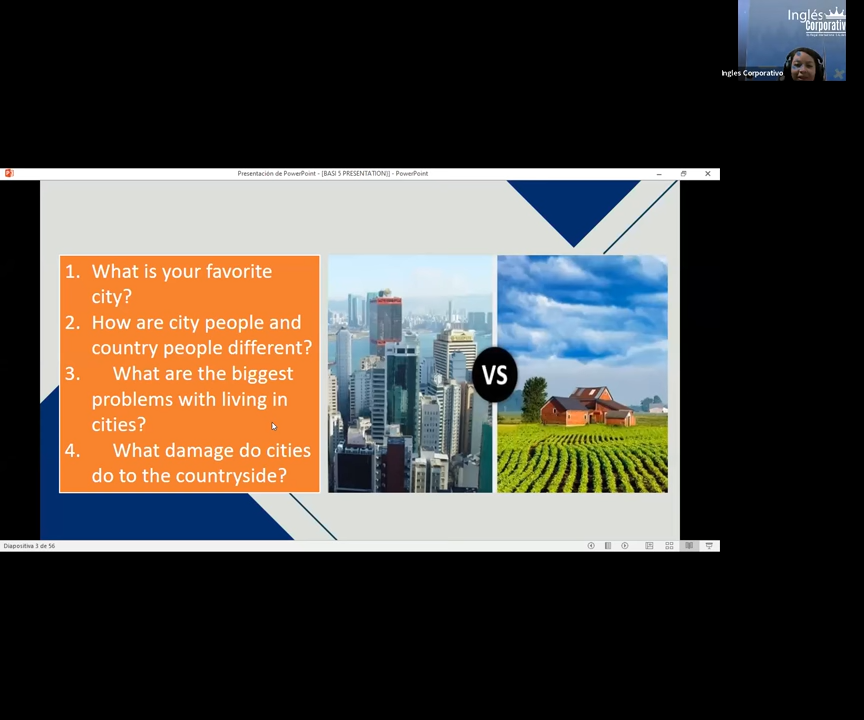 Inglés
Corporativ
Ingles Corporativo
Presentación de PowerPoint - [BASI 5 PRESENTATION)] - PowerPoint
1. What is your favorite
city?
2. How are city people and
country people different?
3. What are the biggest
problems with living in
cities?
4. What damage do cities
do to the countryside?
VS
Diapositiva 3 de 56